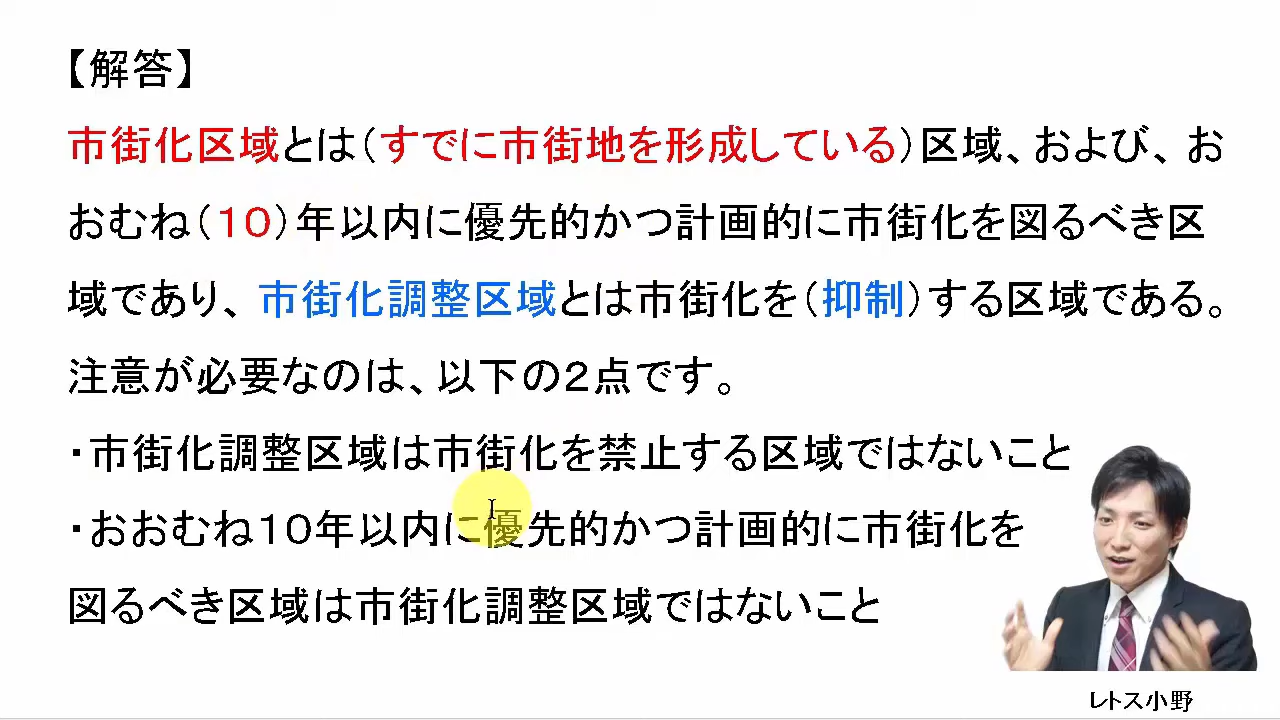 【解答】
市街化区域とは（すでに市街地を形成している）区域、および、お
おむね（１０）年以内に優先的かつ計画的に市街化を図るべき区
域であり、市街化調整区域とは市街化を（抑制）する区域である。
注意が必要なのは、以下の２点です。
・市街化調整区域は市街化を禁止する区域ではないこと
・おおむね１０年以内に優先的かつ計画的に市街化を
図るべき区域は市街化調整区域ではないこと
レトス小野